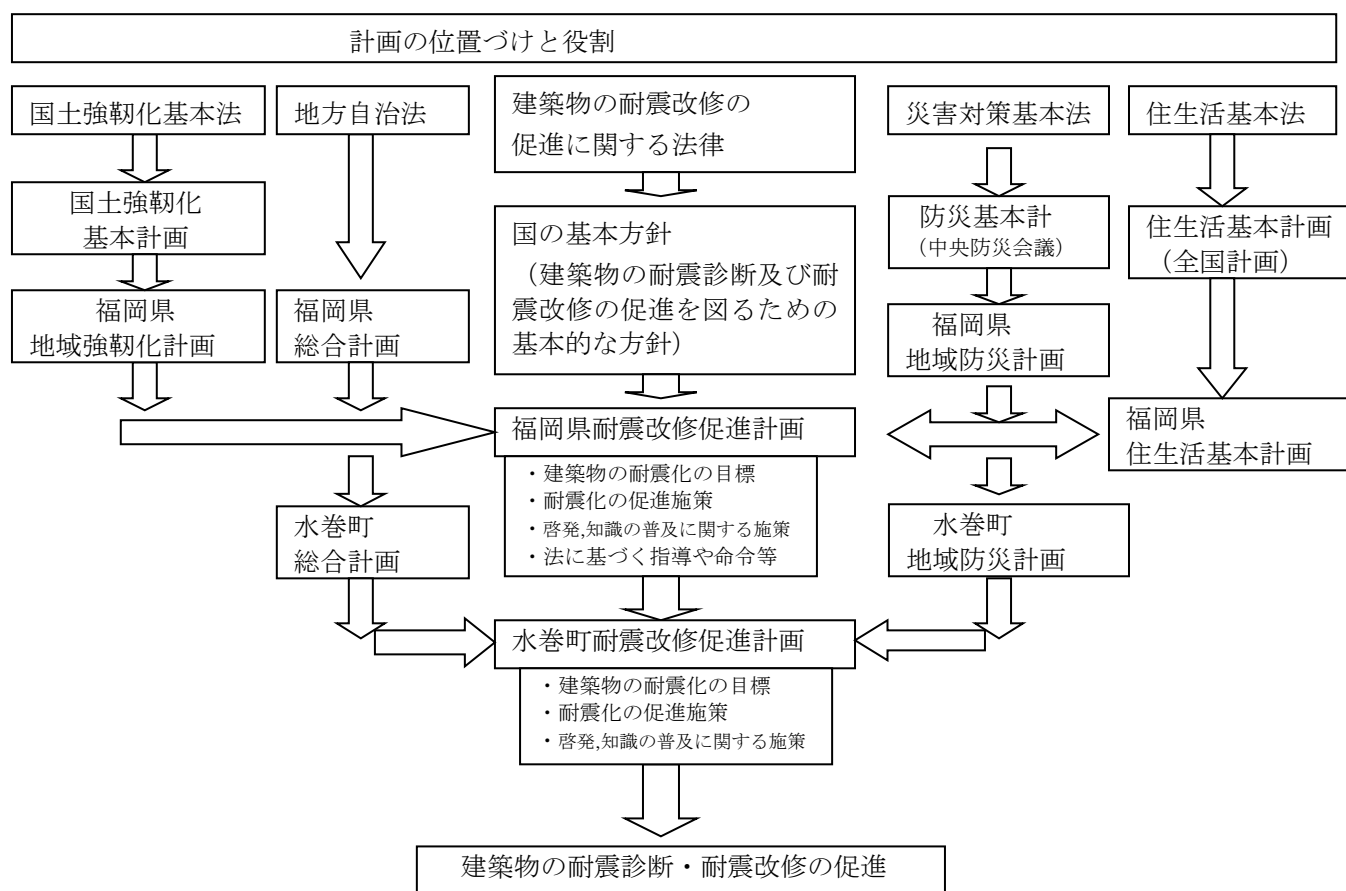 計画の位置づけと役割
国土強靭化基本法
地方自治法
建築物の耐震改修の
促進に関する法律
災害対策基本法
住生活基本法
国土強靭化
基本計画
国の基本方針
（建築物の耐震診断及び耐
震改修の促進を図るための
基本的な方針）
防災基本計
（中央防災会議）
住生活基本計画
（全国計画）
福岡県
地域強靭化計画
福岡県
総合計画
福岡県
地域防災計画
福岡県耐震改修促進計画
福岡県
住生活基本計画
・建築物の耐震化の目標
・耐震化の促進施策
・啓発,知識の普及に関する施策
・法に基づく指導や命令等
水巻町
総合計画
水巻町
地域防災計画
水巻町耐震改修促進計画
・建築物の耐震化の目標
・耐震化の促進施策
・啓発,知識の普及に関する施策
建築物の耐震診断・耐震改修の促進